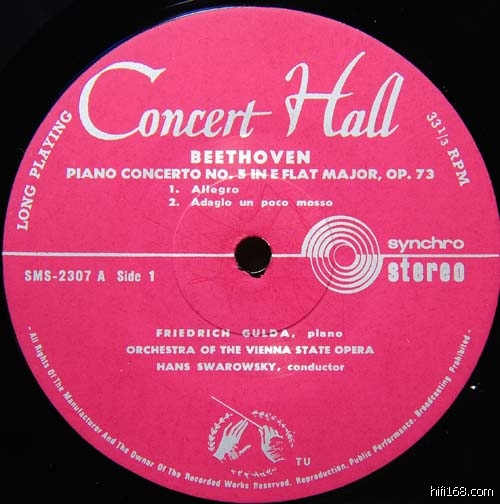 Concert Hall
LONG PLAYING
33 1/3 RPM
BEETHOVEN
PIANO CONCERTO NO. 5 IN E FLAT MAJOR, OP. 73
1. Allegro
2. Adagio un poco mosso
synchro
stereo
SMS-2307 A Side 1
FRIEDRICH GULDA, piano
ORCHESTRA OF THE VIENNA STATE OPERA
HANS SWAROWSKY, conductor
TU
- All Rights Of The Manufacturer And The Owner Of The Recorded Works Reserved. Reproduction, Public Performance, Broadcasting Prohibited -
hifi168.com